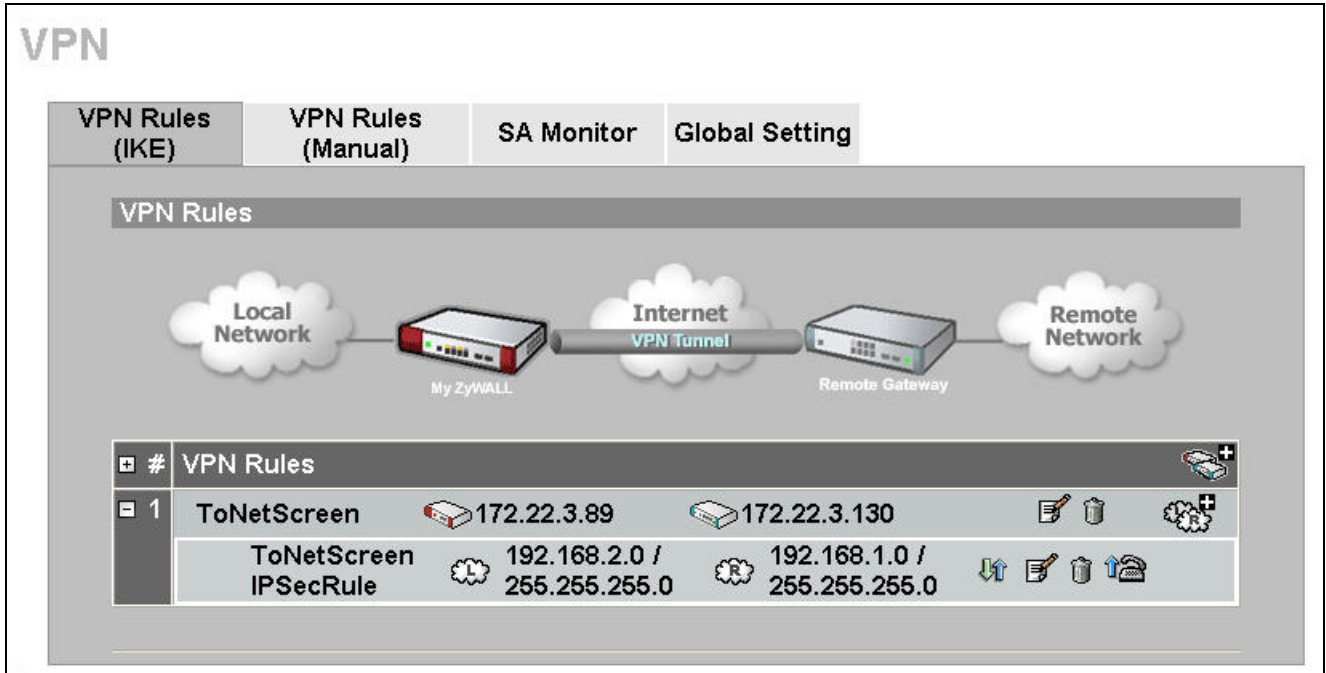 VPN
VPN Rules (IKE)
VPN Rules (Manual)
SA Monitor
Global Setting
VPN Rules
Local Network
Internet
VPN Tunnel
Remote Network
My ZyWALL
Remote Gateway
# VPN Rules
1 ToNetScreen 172.22.3.89 172.22.3.130
ToNetScreen IPSecRule
L 192.168.2.0 / 255.255.255.0
R 192.168.1.0 / 255.255.255.0